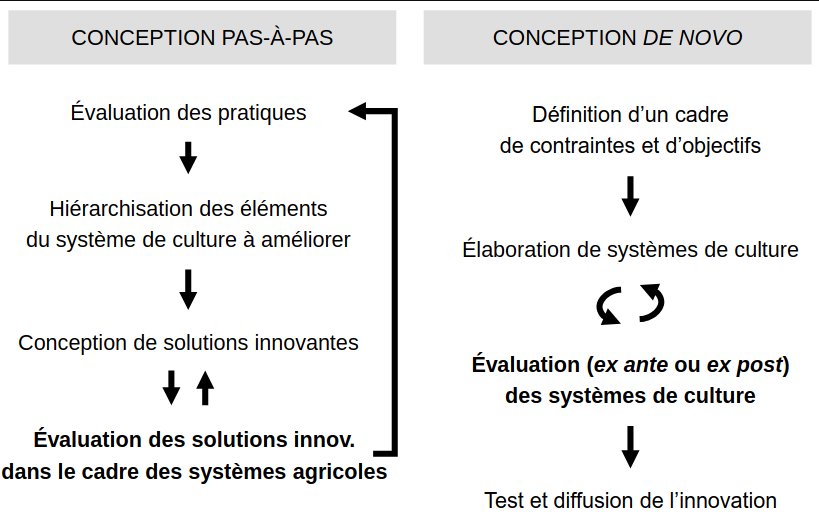 CONCEPTION PAS-À-PAS
Évaluation des pratiques
Hiérarchisation des éléments
du système de culture à améliorer
Conception de solutions innovantes
Évaluation des solutions innov.
dans le cadre des systèmes agricoles
CONCEPTION DE NOVO
Définition d’un cadre
de contraintes et d’objectifs
Élaboration de systèmes de culture
Évaluation (ex ante ou ex post)
des systèmes de culture
Test et diffusion de l’innovation